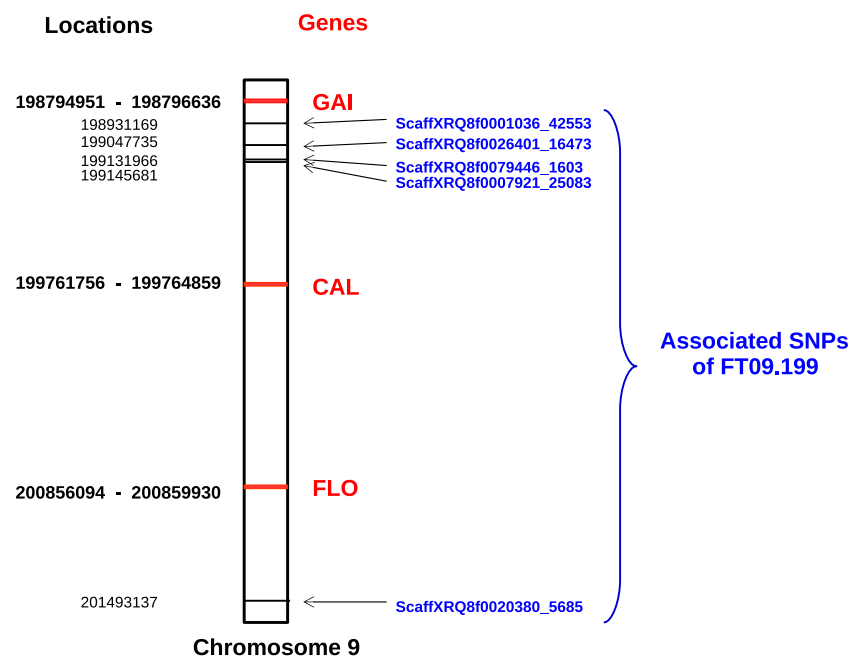 Locations Genes
198794951 - 198796636 GAI
198931169 ScaffXRQ8f0001036_42553
199047735 ScaffXRQ8f0026401_16473
199131966 ScaffXRQ8f0079446_1603
199145681 ScaffXRQ8f0007921_25083
199761756 - 199764859 CAL
Associated SNPs
of FT09.199
200856094 - 200859930 FLO
201493137 ScaffXRQ8f0020380_5685
Chromosome 9